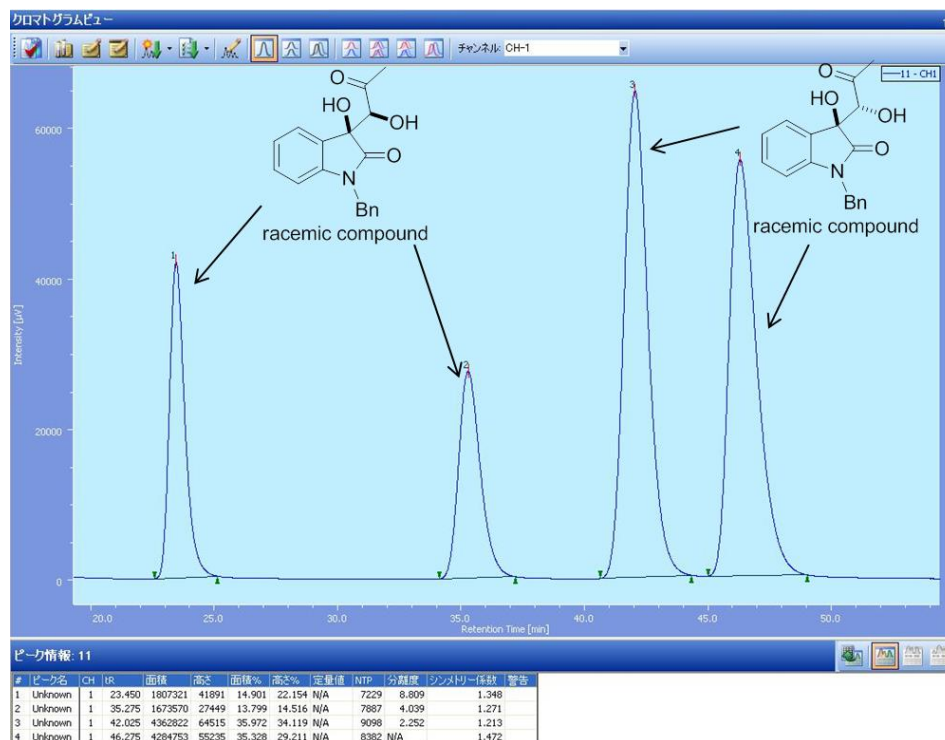 クロマトグラムビュー
チャンネル: CH-1
11 - CH1
O
HO
OH
O
N
Bn
racemic compound
O
HO
OH
O
N
Bn
racemic compound
1
2
3
4
60000
40000
20000
0
Intensity [µV]
20.0 25.0 30.0 35.0 40.0 45.0 50.0
Retention Time [min]
ピーク情報: 11
# ピーク名 CH tR 面積 高さ 面積% 高さ% 定量値 NTP 分離度 シンメトリー係数 警告
1 Unknown 1 23.450 1807321 41891 14.901 22.154 N/A 7229 8.809 1.348
2 Unknown 1 35.275 1673570 27449 13.799 14.516 N/A 7887 4.039 1.271
3 Unknown 1 42.025 4362822 64515 35.972 34.119 N/A 9098 2.252 1.213
4 Unknown 1 46.275 4284753 55235 35.328 29.211 N/A 8382 N/A 1.472